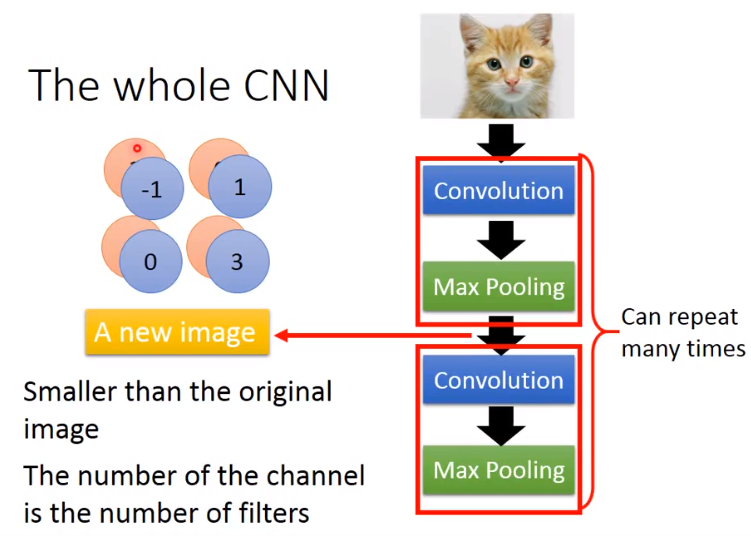 The whole CNN
-1
1
0
3
A new image
Smaller than the original
image
The number of the channel
is the number of filters
Convolution
Max Pooling
Convolution
Max Pooling
Can repeat
many times